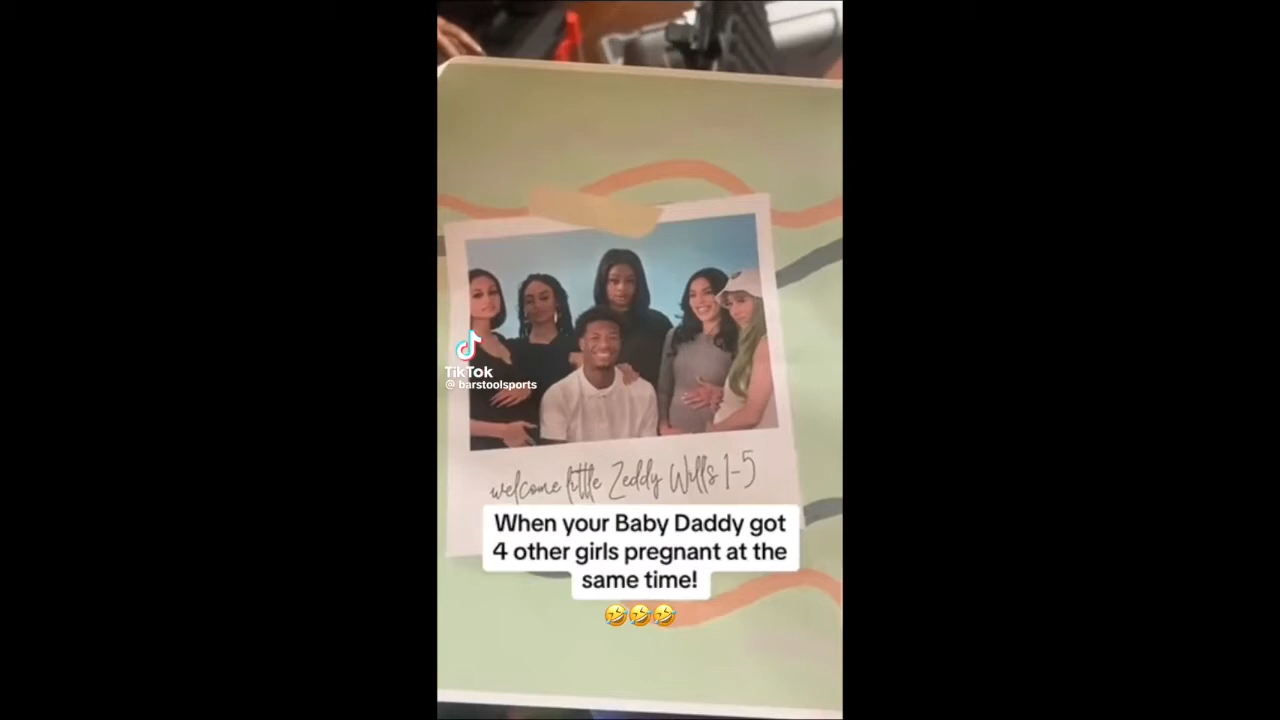 TikTok
@ barstoolsports
welcome little Zeddy Wills 1-5
When your Baby Daddy got
4 other girls pregnant at the
same time!
🤣🤣🤣